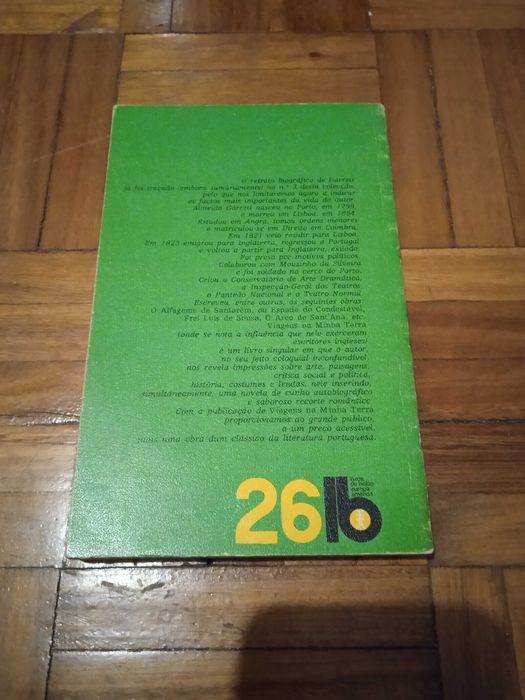 O retrato biográfico de Garrett
já foi traçado (embora sumàriamente) no n.º 3 desta colecção,
pelo que nos limitaremos agora a indicar
os factos mais importantes da vida do autor.
Almeida Garrett nasceu no Porto, em 1799,
e morreu em Lisboa, em 1854.
Estudou em Angra, tomou ordens menores
e matriculou-se em Direito em Coimbra.
Em 1821 veio residir para Lisboa.
Em 1823 emigrou para Inglaterra, regressou a Portugal
e voltou a partir para Inglaterra, exilado.
Foi preso por motivos políticos.
Colaborou com Mouzinho da Silveira
e foi soldado no cerco do Porto.
Criou o Conservatório de Arte Dramática,
a Inspecção-Geral dos Teatros,
o Panteão Nacional e o Teatro Normal.
Escreveu, entre outras, as seguintes obras:
O Alfageme de Santarém, ou Espada do Condestável,
Frei Luís de Sousa, O Arco de Sant'Ana, etc.
Viagens na Minha Terra
(onde se nota a influência que nele exerceram
escritores ingleses)
é um livro singular em que o autor,
no seu jeito coloquial inconfundível,
nos revela impressões sobre arte, paisagens,
crítica social e política,
história, costumes e lendas, nele inserindo,
simultâneamente, uma novela de cunho autobiográfico
e saboroso recorte romântico.
Com a publicação de Viagens na Minha Terra
proporcionamos ao grande público,
a um preço acessível,
mais uma obra dum clássico da literatura portuguesa.
26 lb
livros
de bolso
europa
américa